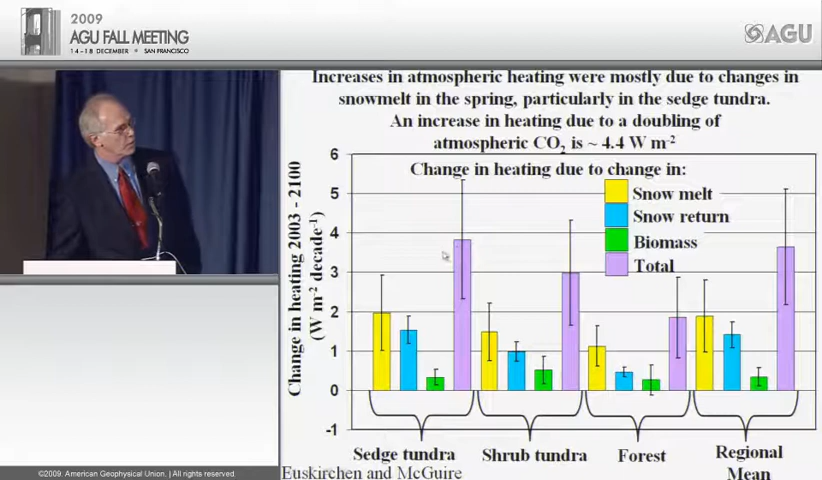 2009
AGU FALL MEETING
14-18 DECEMBER • SAN FRANCISCO
AGU
Increases in atmospheric heating were mostly due to changes in
snowmelt in the spring, particularly in the sedge tundra.
An increase in heating due to a doubling of
atmospheric CO₂ is ~ 4.4 W m⁻²
Change in heating due to change in:
Snow melt
Snow return
Biomass
Total
Change in heating 2003 - 2100
(W m⁻² decade⁻¹)
6
5
4
3
2
1
0
-1
Sedge tundra
Shrub tundra
Forest
Regional
Mean
Euskirchen and McGuire
©2009. American Geophysical Union. | All rights reserved.